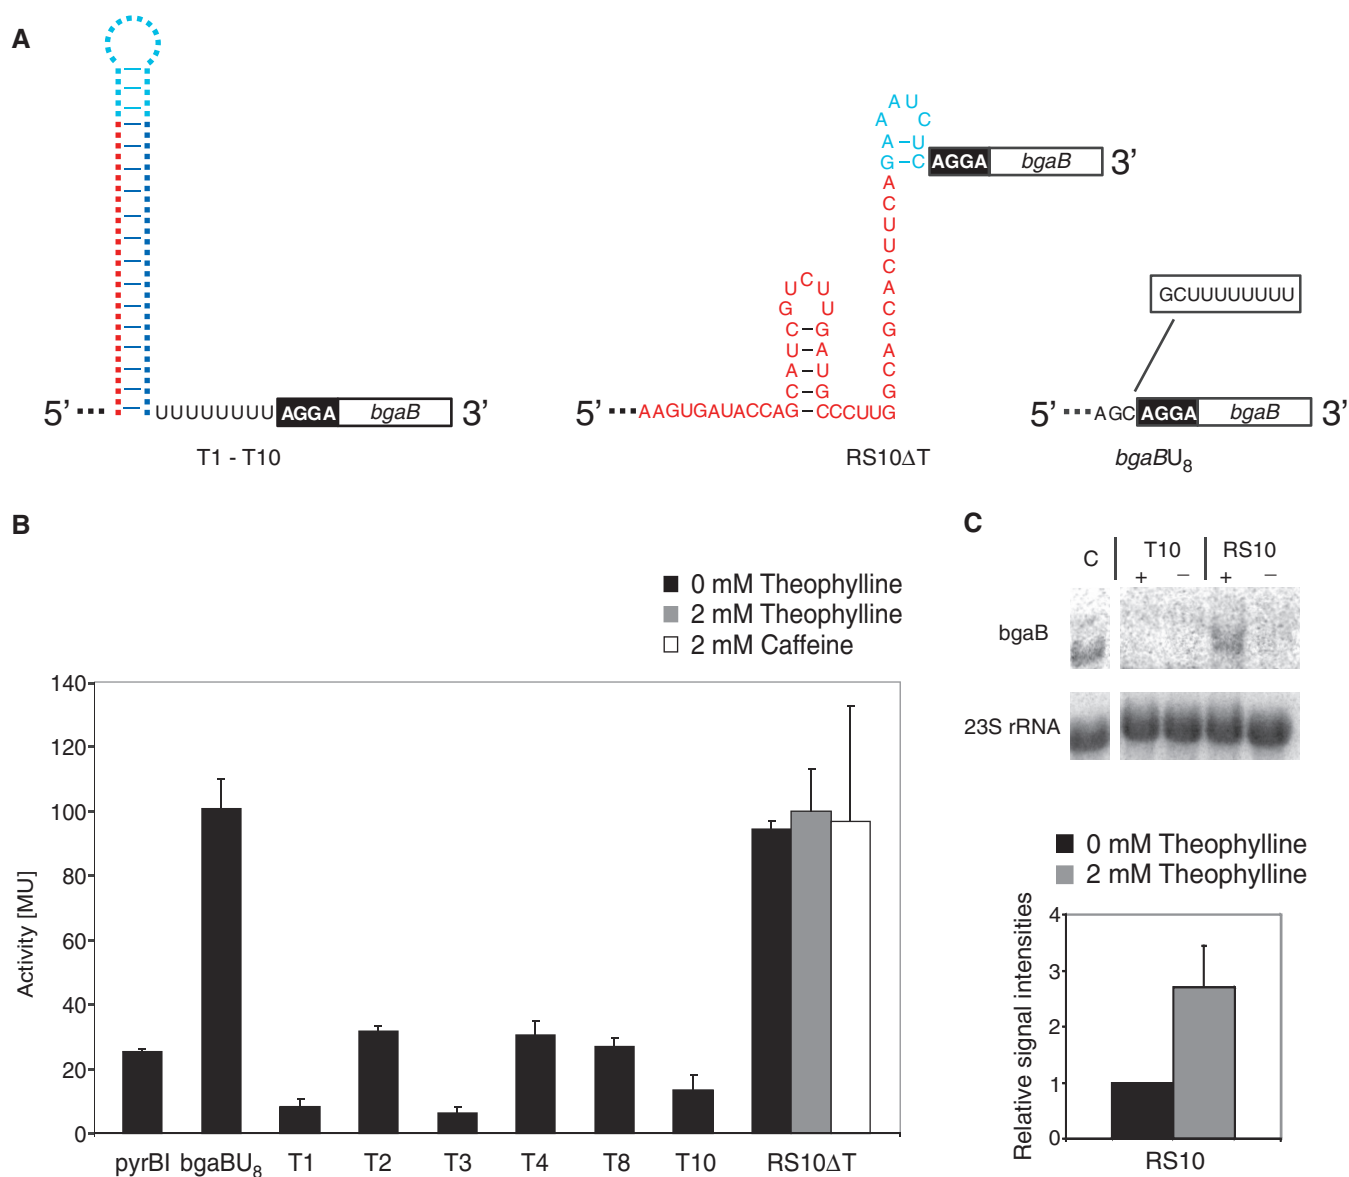 A
5’
UUUUUUUU
AGGA
bgaB
3’
T1 - T10
A U
A C
A – U
G – C
AGGA
bgaB
3’
A
C
U
U
C
A
C
G
A
C
G
G
U C U
G U
C – G
U A
A – U
C G
5’
AAGUGAUACCAG – CCCUUG
RS10ΔT
GCUUUUUUUU
5’
AGC
AGGA
bgaB
3’
bgaBU8
B
0 mM Theophylline
2 mM Theophylline
2 mM Caffeine
Activity [MU]
140
120
100
80
60
40
20
0
pyrBI bgaBU8 T1 T2 T3 T4 T8 T10 RS10ΔT
C
C T10 RS10
+ – + –
bgaB
23S rRNA
0 mM Theophylline
2 mM Theophylline
Relative signal intensities
4
3
2
1
0
RS10